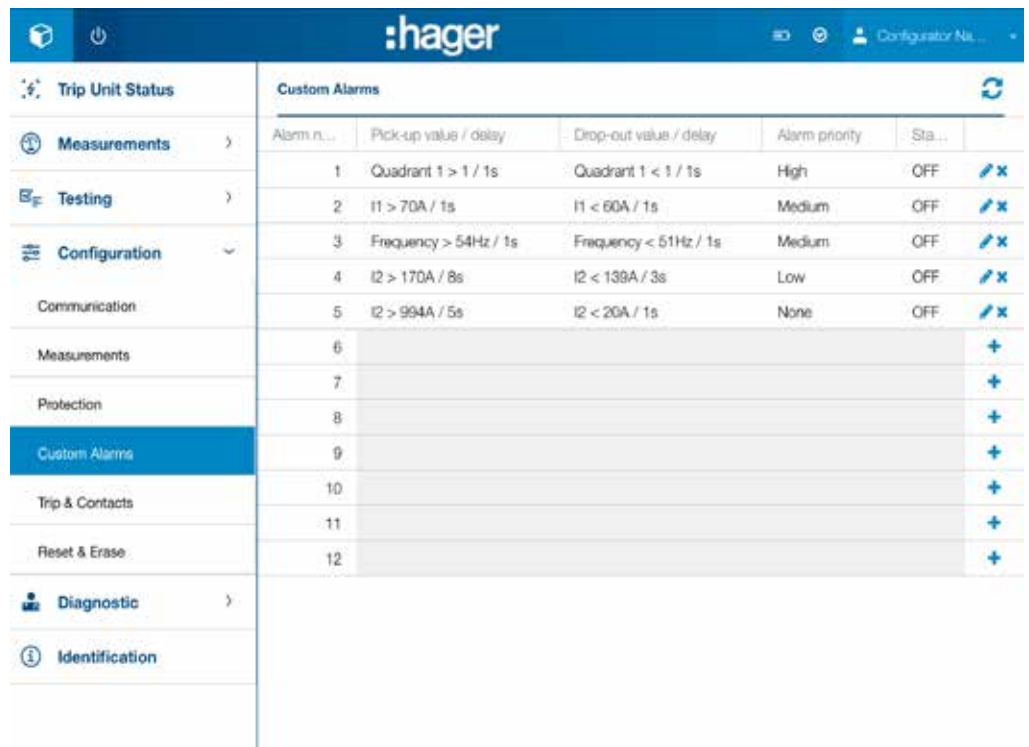 :hager
Configurator Na...
Trip Unit Status
Measurements
Testing
Configuration
Communication
Measurements
Protection
Custom Alarms
Trip & Contacts
Reset & Erase
Diagnostic
Identification
Custom Alarms
Alarm n... Pick-up value / delay Drop-out value / delay Alarm priority Sta...
1 Quadrant 1 > 1 / 1s Quadrant 1 < 1 / 1s High OFF
2 I1 > 70A / 1s I1 < 60A / 1s Medium OFF
3 Frequency > 54Hz / 1s Frequency < 51Hz / 1s Medium OFF
4 I2 > 170A / 8s I2 < 139A / 3s Low OFF
5 I2 > 994A / 5s I2 < 20A / 1s None OFF
6
7
8
9
10
11
12